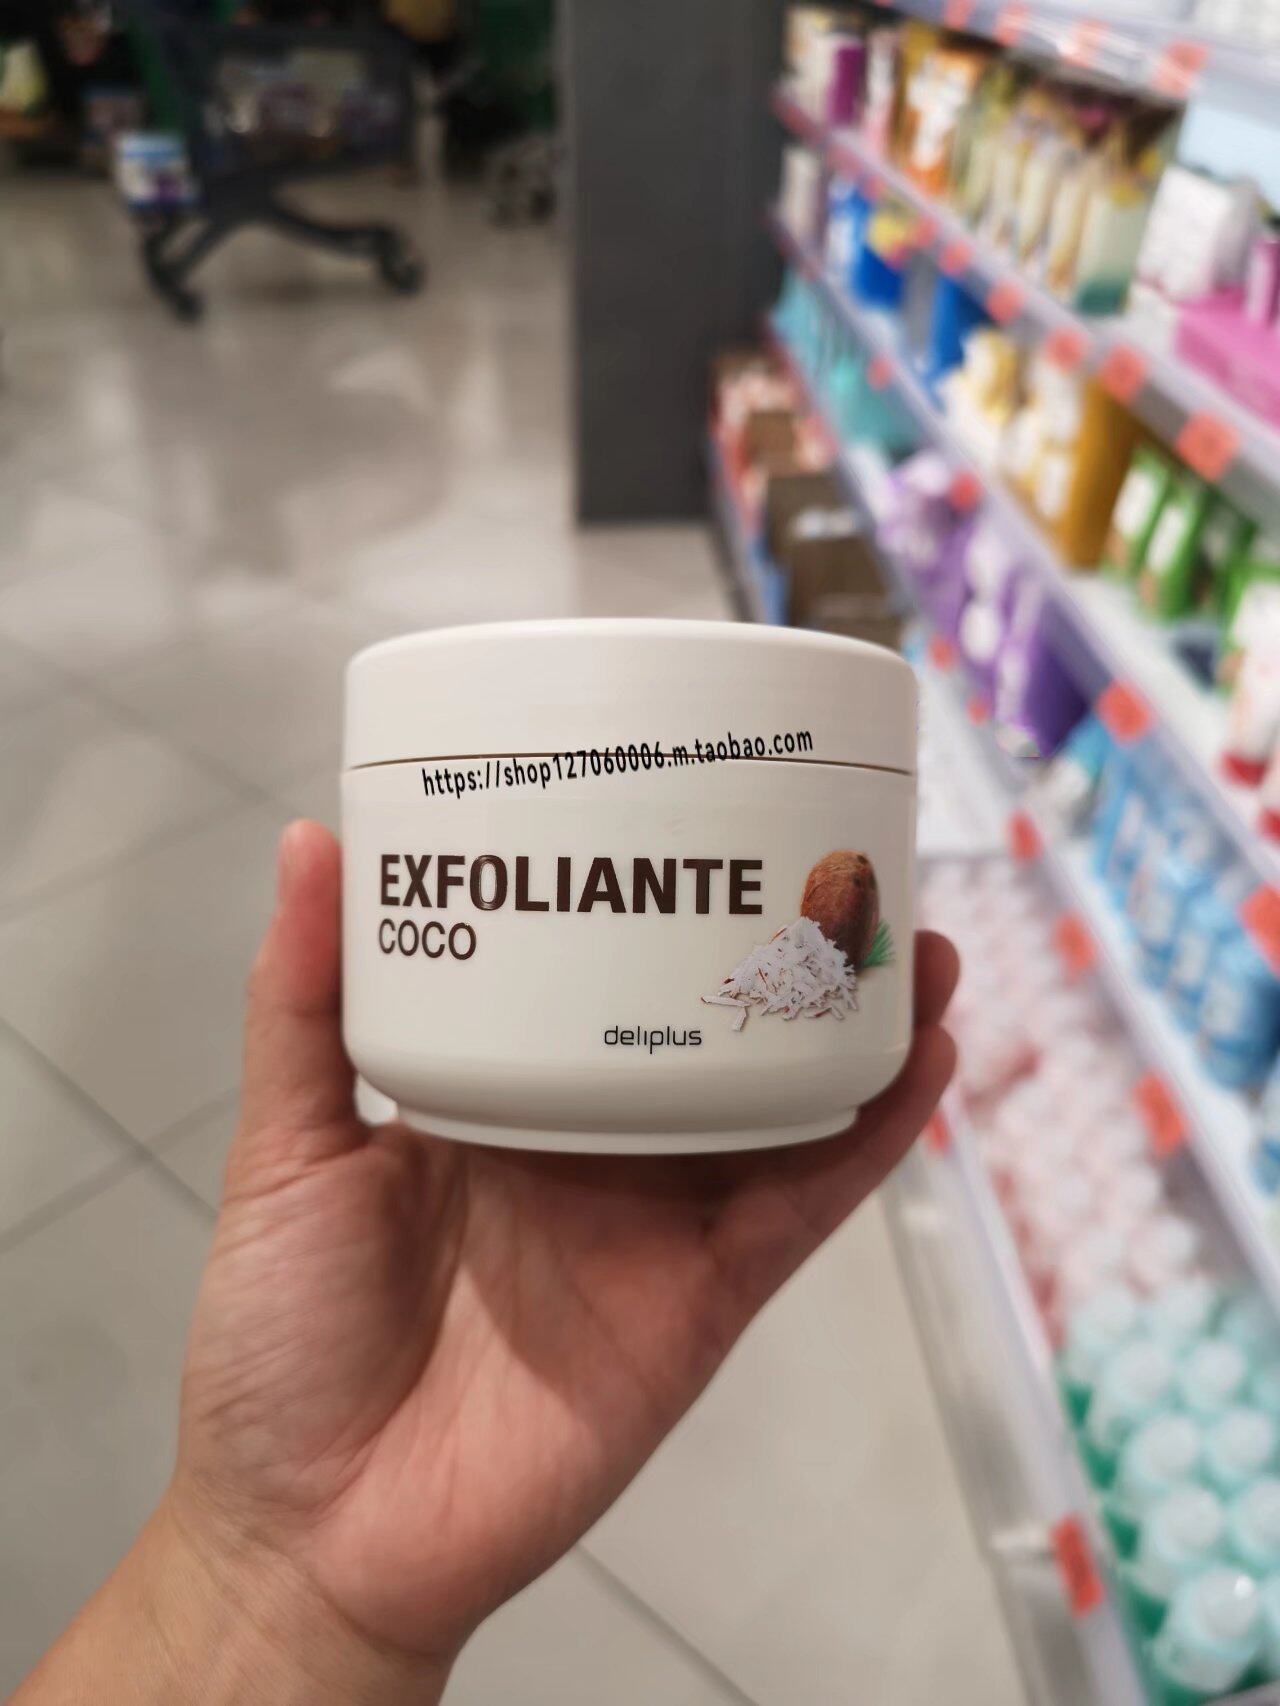 https://shop127060006.m.taobao.com
EXFOLIANTE
COCO
deliplus